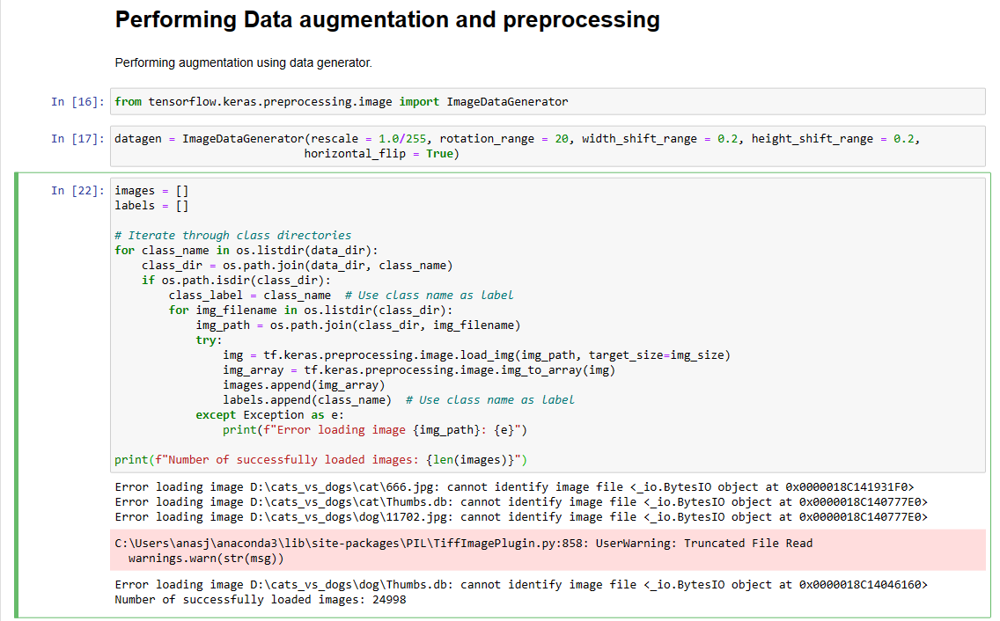 Performing Data augmentation and preprocessing
Performing augmentation using data generator.
In [16]: from tensorflow.keras.preprocessing.image import ImageDataGenerator
In [17]: datagen = ImageDataGenerator(rescale = 1.0/255, rotation_range = 20, width_shift_range = 0.2, height_shift_range = 0.2,
                            horizontal_flip = True)
In [22]: images = []
labels = []

# Iterate through class directories
for class_name in os.listdir(data_dir):
    class_dir = os.path.join(data_dir, class_name)
    if os.path.isdir(class_dir):
        class_label = class_name  # Use class name as label
        for img_filename in os.listdir(class_dir):
            img_path = os.path.join(class_dir, img_filename)
            try:
                img = tf.keras.preprocessing.image.load_img(img_path, target_size=img_size)
                img_array = tf.keras.preprocessing.image.img_to_array(img)
                images.append(img_array)
                labels.append(class_name)  # Use class name as label
            except Exception as e:
                print(f"Error loading image {img_path}: {e}")

print(f"Number of successfully loaded images: {len(images)}")
Error loading image D:\cats_vs_dogs\cat\666.jpg: cannot identify image file <_io.BytesIO object at 0x0000018C141931F0>
Error loading image D:\cats_vs_dogs\cat\Thumbs.db: cannot identify image file <_io.BytesIO object at 0x0000018C140777E0>
Error loading image D:\cats_vs_dogs\dog\11702.jpg: cannot identify image file <_io.BytesIO object at 0x0000018C140777E0>
C:\Users\anasj\anaconda3\lib\site-packages\PIL\TiffImagePlugin.py:858: UserWarning: Truncated File Read
  warnings.warn(str(msg))
Error loading image D:\cats_vs_dogs\dog\Thumbs.db: cannot identify image file <_io.BytesIO object at 0x0000018C14046160>
Number of successfully loaded images: 24998